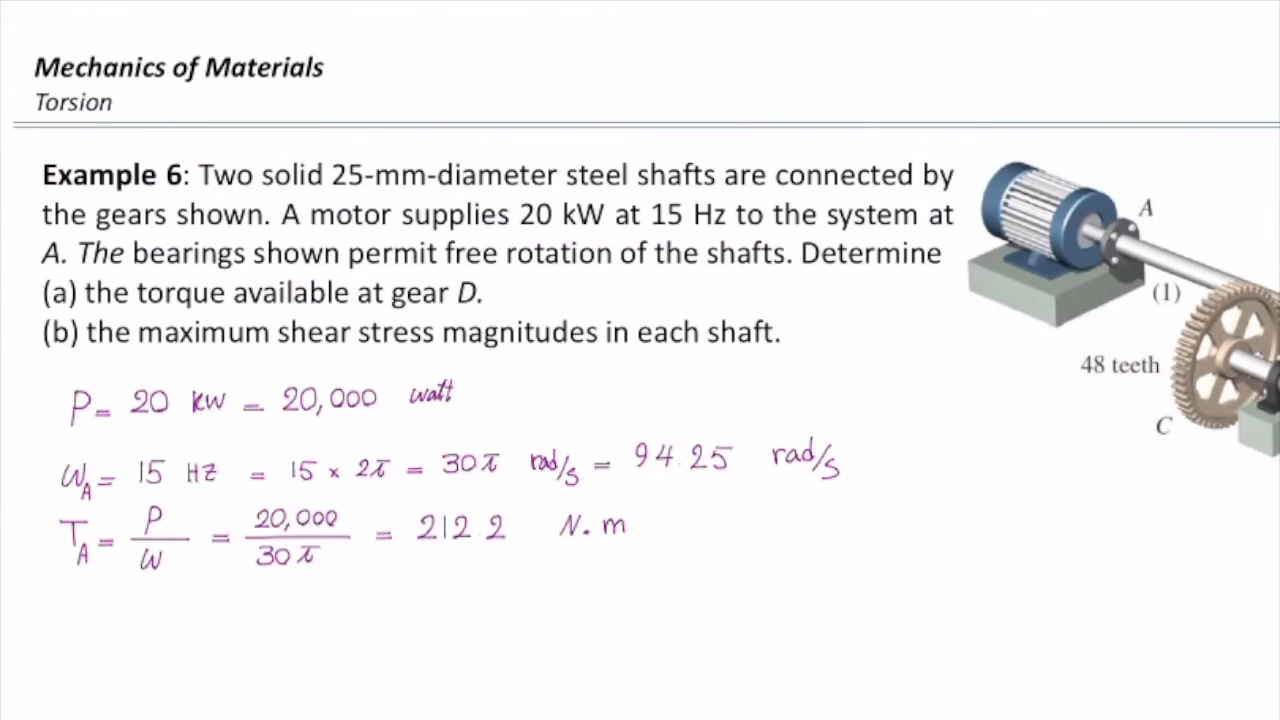 Mechanics of Materials
Torsion
Example 6: Two solid 25-mm-diameter steel shafts are connected by
the gears shown. A motor supplies 20 kW at 15 Hz to the system at
A. The bearings shown permit free rotation of the shafts. Determine
(a) the torque available at gear D.
(b) the maximum shear stress magnitudes in each shaft.
A
(1)
48 teeth
C
P = 20 kW = 20,000 watt
ω_A = 15 HZ = 15 × 2π = 30π rad/s = 94.25 rad/s
T_A = P/ω = 20,000/30π = 212.2 N.m